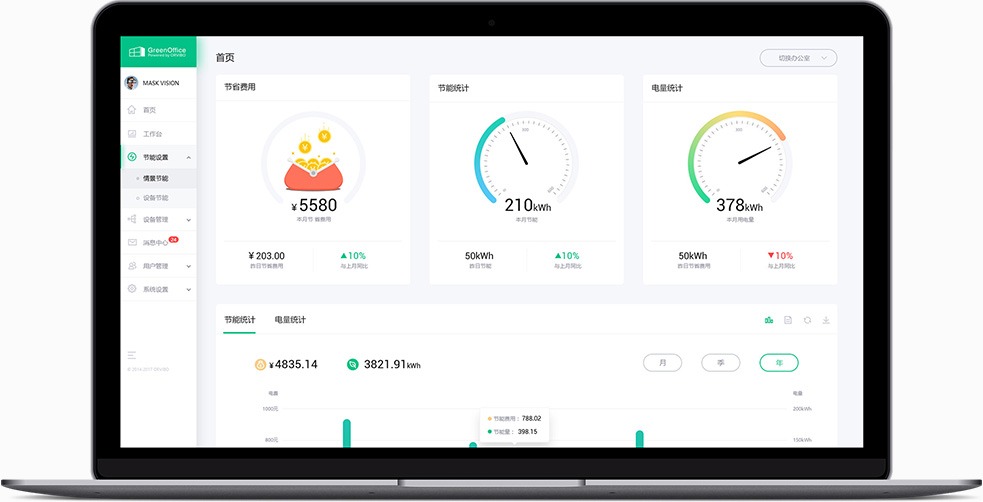 GreenOffice
Powered by ORVIBO
MASK VISION
首页
工作台
节能设置
情景节能
设备节能
设备管理
消息中心 24
用户管理
系统设置
首页
切换办公室
节省费用
¥5580
本月节省费用
¥203.00
昨日节省费用
▲10%
与上月同比
节能统计
300
0
600
210kWh
本月节能
50kWh
昨日节能
▲10%
与上月同比
电量统计
300
0
600
378kWh
本月用电量
50kWh
昨日节省费用
▼10%
与上月同比
节能统计
电量统计
¥4835.14
3821.91kWh
月
季
年
电费
电量
1000元
200kWh
800元
150kWh
节能费用： 788.02
节能量： 398.15